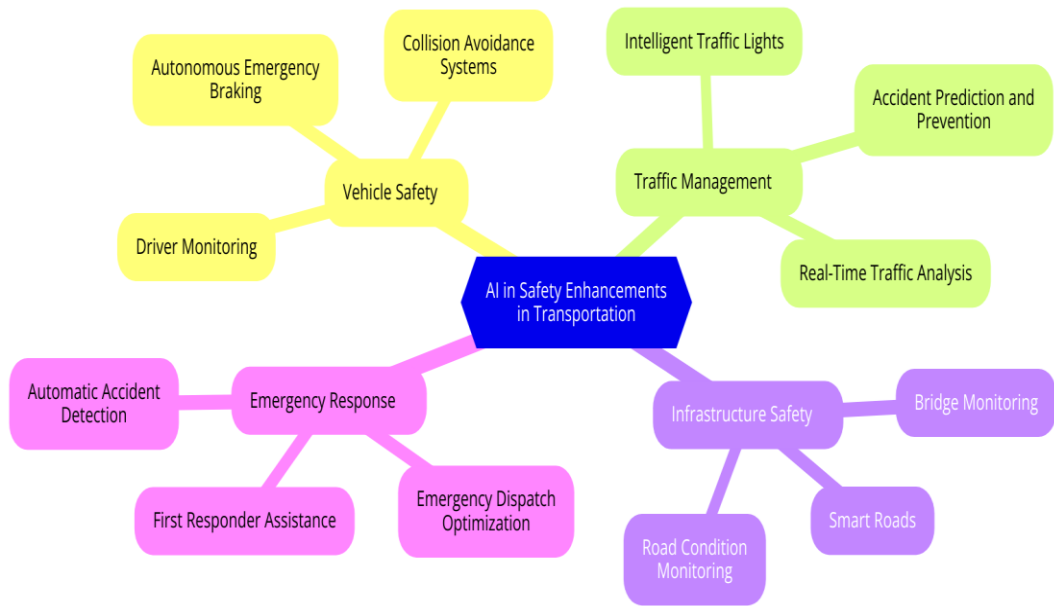 Collision Avoidance
Systems
Autonomous Emergency
Braking
Vehicle Safety
Driver Monitoring
Intelligent Traffic Lights
Accident Prediction and
Prevention
Traffic Management
Real-Time Traffic Analysis
AI in Safety Enhancements
in Transportation
Automatic Accident
Detection
Emergency Response
First Responder Assistance
Emergency Dispatch
Optimization
Infrastructure Safety
Bridge Monitoring
Smart Roads
Road Condition
Monitoring